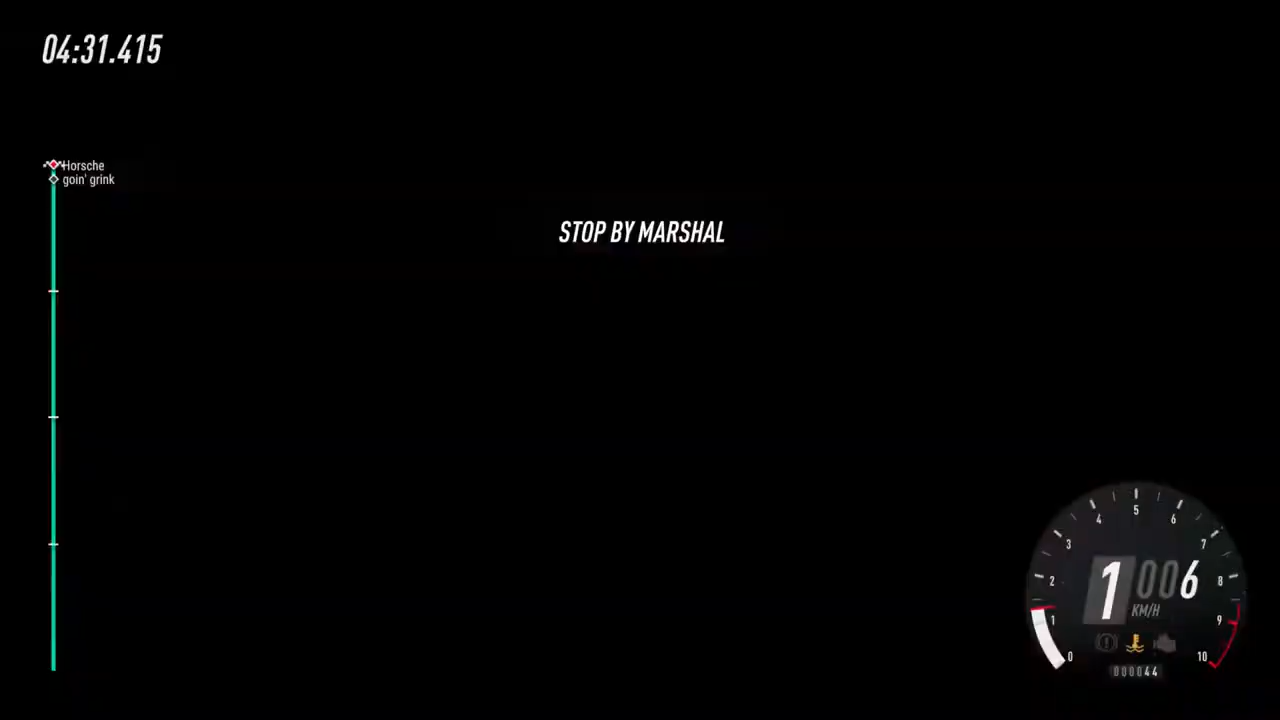 04:31.415
Horsche
goin' grink
STOP BY MARSHAL
0 1 2 3 4 5 6 7 8 9 10
1 006
KM/H
000044